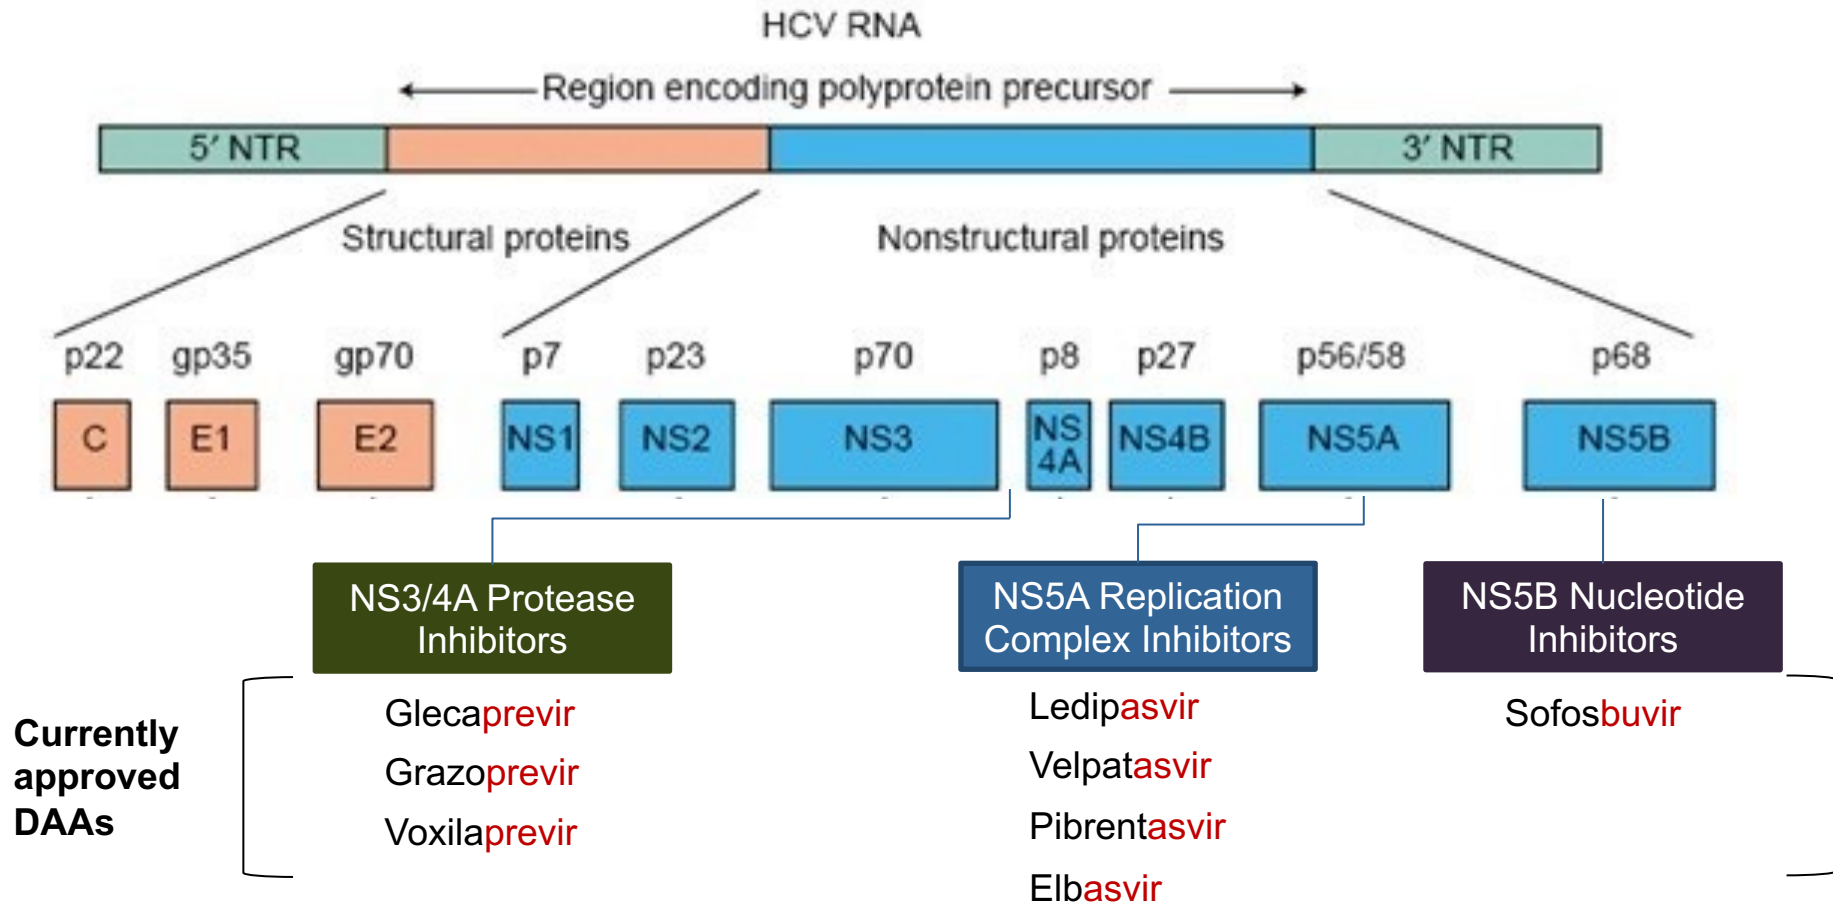 HCV RNA
Region encoding polyprotein precursor
5′ NTR
3′ NTR
Structural proteins
Nonstructural proteins
p22 gp35 gp70 p7 p23 p70 p8 p27 p56/58 p68
C E1 E2 NS1 NS2 NS3 NS 4A NS4B NS5A NS5B
NS3/4A Protease
Inhibitors
NS5A Replication
Complex Inhibitors
NS5B Nucleotide
Inhibitors
Currently
approved
DAAs
Glecaprevir
Grazoprevir
Voxilaprevir
Ledipasvir
Velpatasvir
Pibrentasvir
Elbasvir
Sofosbuvir